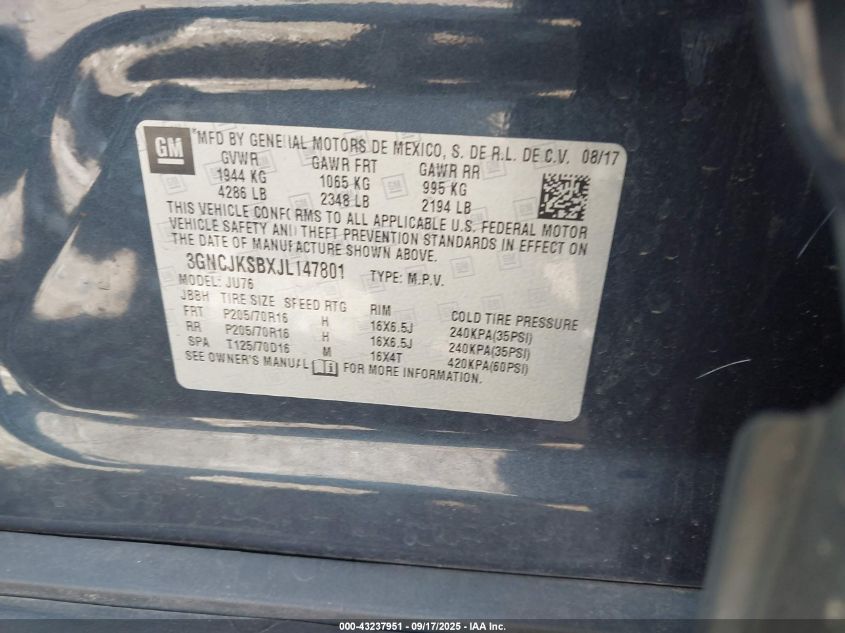 GM *MFD BY GENERAL MOTORS DE MEXICO, S. DE R.L. DE C.V. 08/17
GVWR GAWR FRT GAWR RR
1944 KG 1065 KG 995 KG
4286 LB 2348 LB 2194 LB
THIS VEHICLE CONFORMS TO ALL APPLICABLE U.S. FEDERAL MOTOR
VEHICLE SAFETY AND THEFT PREVENTION STANDARDS IN EFFECT ON
THE DATE OF MANUFACTURE SHOWN ABOVE.
3GNCJKSBXJL147801 TYPE: M.P.V.
MODEL: JU76
JBBH TIRE SIZE SPEED RTG RIM COLD TIRE PRESSURE
FRT P205/70R16 H 16X6.5J 240KPA(35PSI)
RR P205/70R16 H 16X6.5J 240KPA(35PSI)
SPA T125/70D16 M 16X4T 420KPA(60PSI)
SEE OWNER'S MANUAL FOR MORE INFORMATION.
000-43237951 - 09/17/2025 - IAA Inc.